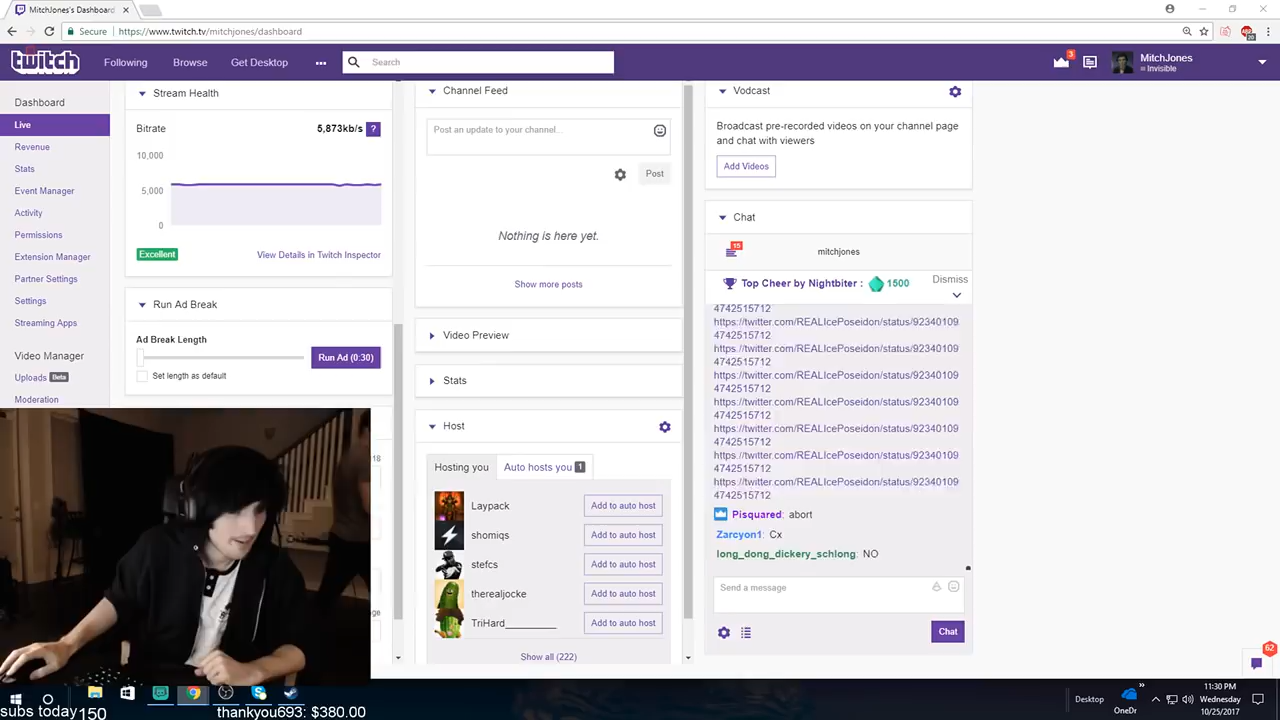 MitchJones's Dashboard
Secure https://www.twitch.tv/mitchjones/dashboard
twitch Following Browse Get Desktop ••• Search 3 MitchJones
Invisible
Dashboard
Live
Revenue
Stats
Event Manager
Activity
Permissions
Extension Manager
Partner Settings
Settings
Streaming Apps
Video Manager
Uploads Beta
Moderation
Stream Health
Bitrate 5,873kb/s ?
10,000
5,000
0
Excellent View Details in Twitch Inspector
Run Ad Break
Ad Break Length
Run Ad (0:30)
Set length as default
18
Channel Feed
Post an update to your channel...
Post
Nothing is here yet.
Show more posts
Video Preview
Stats
Host
Hosting you Auto hosts you 1
Laypack Add to auto host
shomiqs Add to auto host
stefcs Add to auto host
therealjocke Add to auto host
TriHard__________ Add to auto host
Show all (222)
Vodcast
Broadcast pre-recorded videos on your channel page
and chat with viewers
Add Videos
Chat
15 mitchjones
Top Cheer by Nightbiter : 1500 Dismiss
4742515712
https://twitter.com/REALIcePoseidon/status/92340109
4742515712
https://twitter.com/REALIcePoseidon/status/92340109
4742515712
https://twitter.com/REALIcePoseidon/status/92340109
4742515712
https://twitter.com/REALIcePoseidon/status/92340109
4742515712
https://twitter.com/REALIcePoseidon/status/92340109
4742515712
https://twitter.com/REALIcePoseidon/status/92340109
4742515712
https://twitter.com/REALIcePoseidon/status/92340109
4742515712
Pisquared: abort
Zarcyon1: Cx
long_dong_dickery_schlong: NO
Send a message
Chat
62
subs today150 thankyou693: $380.00
Desktop OneDr
11:30 PM
Wednesday
10/25/2017